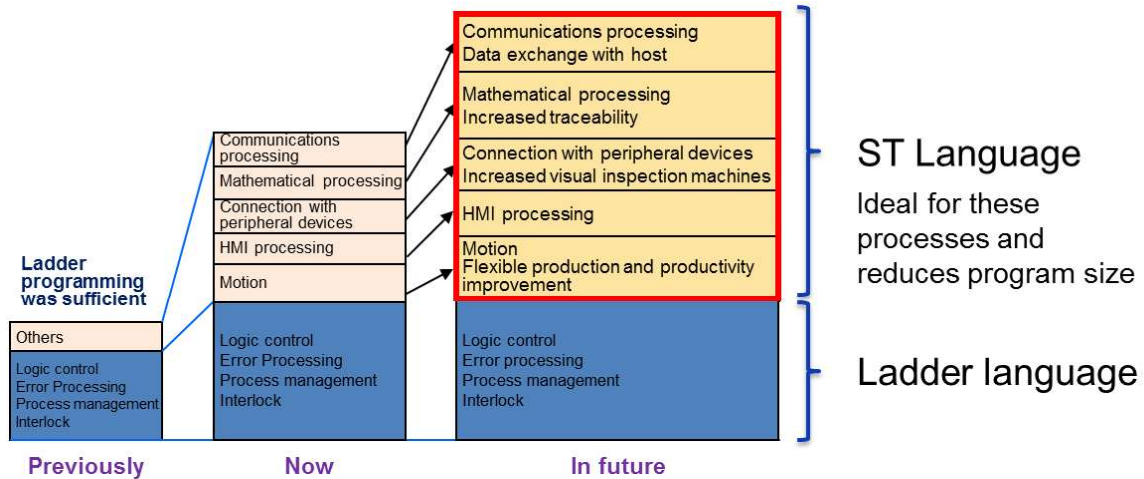 Ladder
programming
was sufficient
Others
Logic control
Error Processing
Process management
Interlock
Previously
Communications
processing
Mathematical processing
Connection with
peripheral devices
HMI processing
Motion
Logic control
Error Processing
Process management
Interlock
Now
Communications processing
Data exchange with host
Mathematical processing
Increased traceability
Connection with peripheral devices
Increased visual inspection machines
HMI processing
Motion
Flexible production and productivity
improvement
Logic control
Error processing
Process management
Interlock
In future
ST Language
Ideal for these
processes and
reduces program size
Ladder language